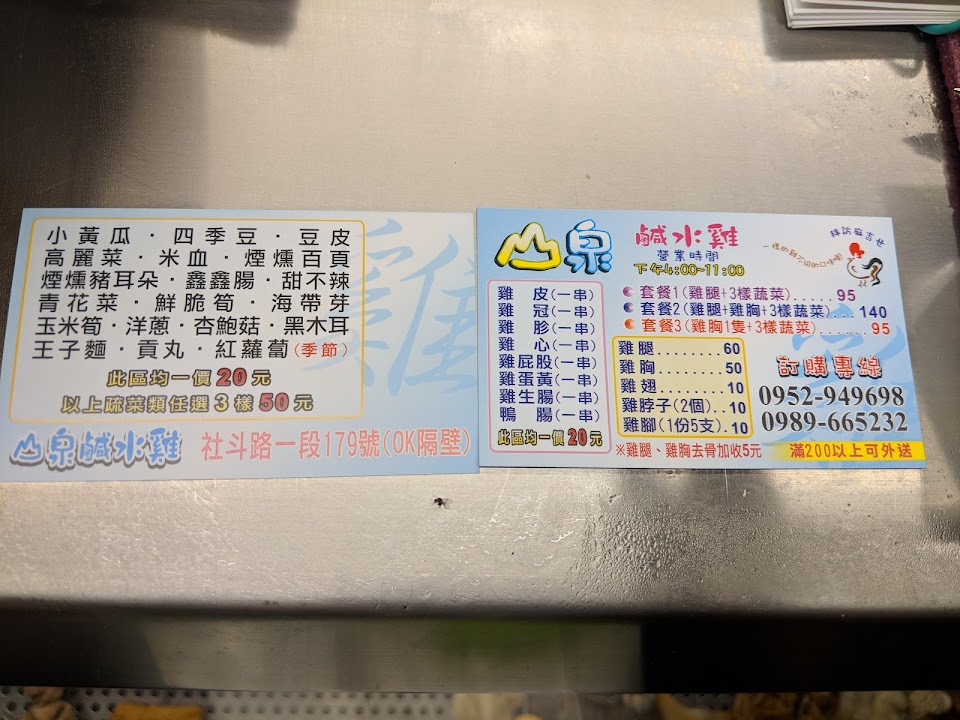 小黃瓜·四季豆·豆皮
高麗菜·米血·煙燻百頁
煙燻豬耳朵·鑫鑫腸·甜不辣
青花菜·鮮脆筍·海帶芽
玉米筍·洋蔥·杏鮑菇·黑木耳
王子麵·貢丸·紅蘿蔔(季節)
此區均一價20元
以上疏菜類任選3樣50元
山泉鹹水雞
社斗路一段179號(OK隔壁)
雞
山泉
鹹水雞
營業時間
下午4:00~11:00
拜訪麻吉世
雞 皮(一串)
雞 冠(一串)
雞 胗(一串)
雞 心(一串)
雞屁股(一串)
雞蛋黃(一串)
雞生腸(一串)
鴨 腸(一串)
此區均一價20元
套餐1(雞腿+3樣蔬菜).....95
套餐2(雞腿+雞胸+3樣蔬菜)... 140
套餐3(雞胸1隻+3樣蔬菜)......95
雞腿........60
雞胸........50
雞翅........10
雞脖子(2個)..10
雞腳(1份5支).10
※雞腿、雞胸去骨加收5元
訂購專線
0952-949698
0989-665232
滿200以上可外送